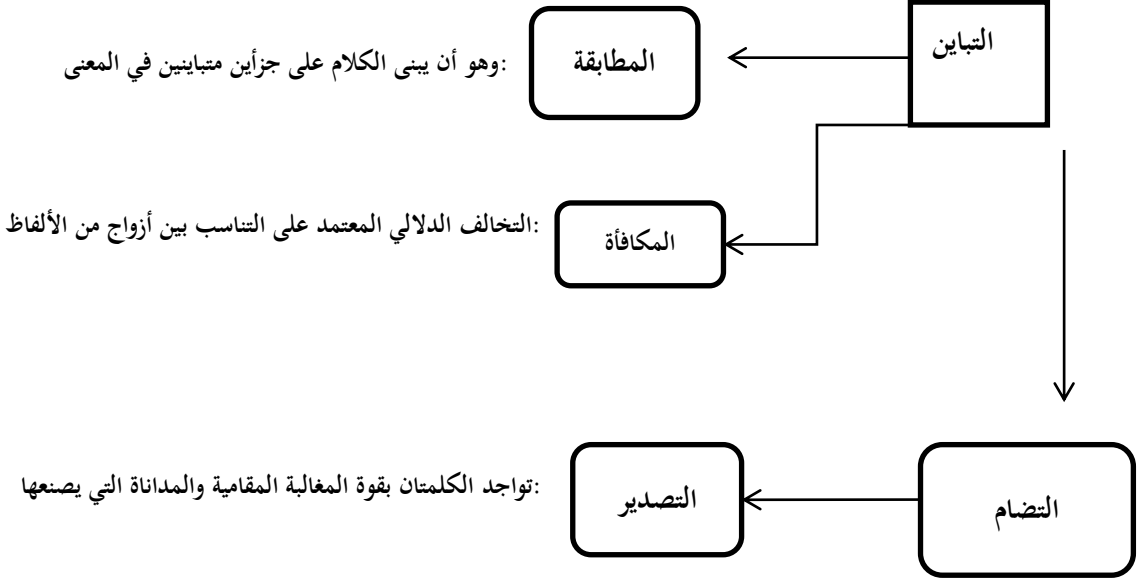 التباين
المطابقة :وهو أن يبنى الكلام على جزأين متباينين في المعنى
المكافأة :التخالف الدلالي المعتمد على التناسب بين أزواج من الألفاظ
التضام التصدير :تواجد الكلمتان بقوة المغالبة المقامية والمداناة التي يصنعها